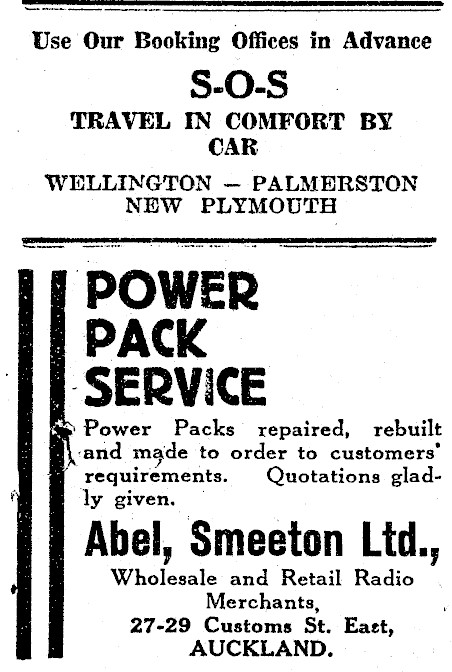 Use Our Booking Offices in Advance
S-O-S
TRAVEL IN COMFORT BY
CAR
WELLINGTON — PALMERSTON
NEW PLYMOUTH
POWER
PACK
SERVICE
Power Packs repaired, rebuilt
and made to order to customers'
requirements. Quotations glad-
ly given.
Abel, Smeeton Ltd.,
Wholesale and Retail Radio
Merchants,
27-29 Customs St. East,
AUCKLAND.